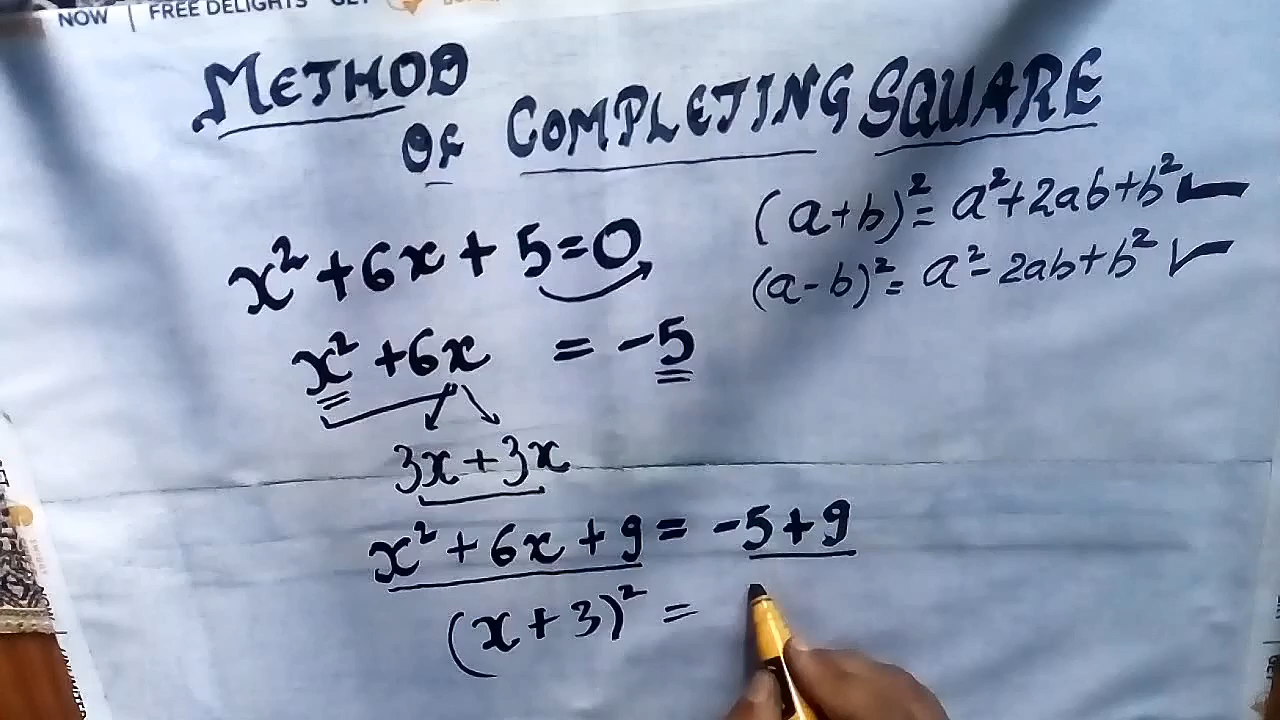 NOW | FREE DELIGHTS
METHOD
OF COMPLETING SQUARE
(a+b)²= a²+2ab+b²
(a-b)²= a²-2ab+b²
x²+6x+5=0
x²+6x = -5
3x+3x
x²+6x+9 = -5+9
(x+3)² =